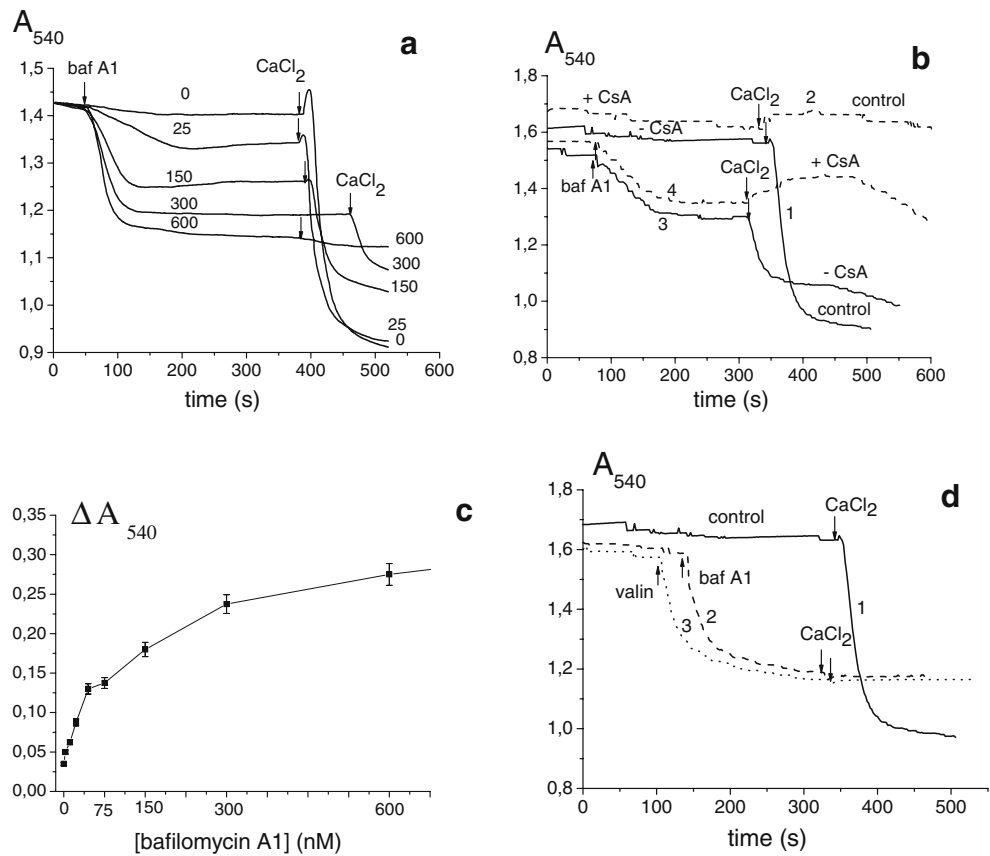 A540
a
baf A1
CaCl2
0
25
150
300
600
CaCl2
600
300
150
25
0
1,5
1,4
1,3
1,2
1,1
1,0
0,9
0 100 200 300 400 500 600
time (s)
A540
b
+ CsA
- CsA
CaCl2
2
control
baf A1
CaCl2
+ CsA
4
3
1
- CsA
control
1,8
1,6
1,4
1,2
1,0
0,8
0 100 200 300 400 500 600
time (s)
Δ A540
c
0,35
0,30
0,25
0,20
0,15
0,10
0,05
0,00
0 75 150 300 600
[bafilomycin A1] (nM)
A540
d
control
CaCl2
valin
baf A1
1
2
3
CaCl2
1,8
1,6
1,4
1,2
1,0
0,8
0 100 200 300 400 500
time (s)